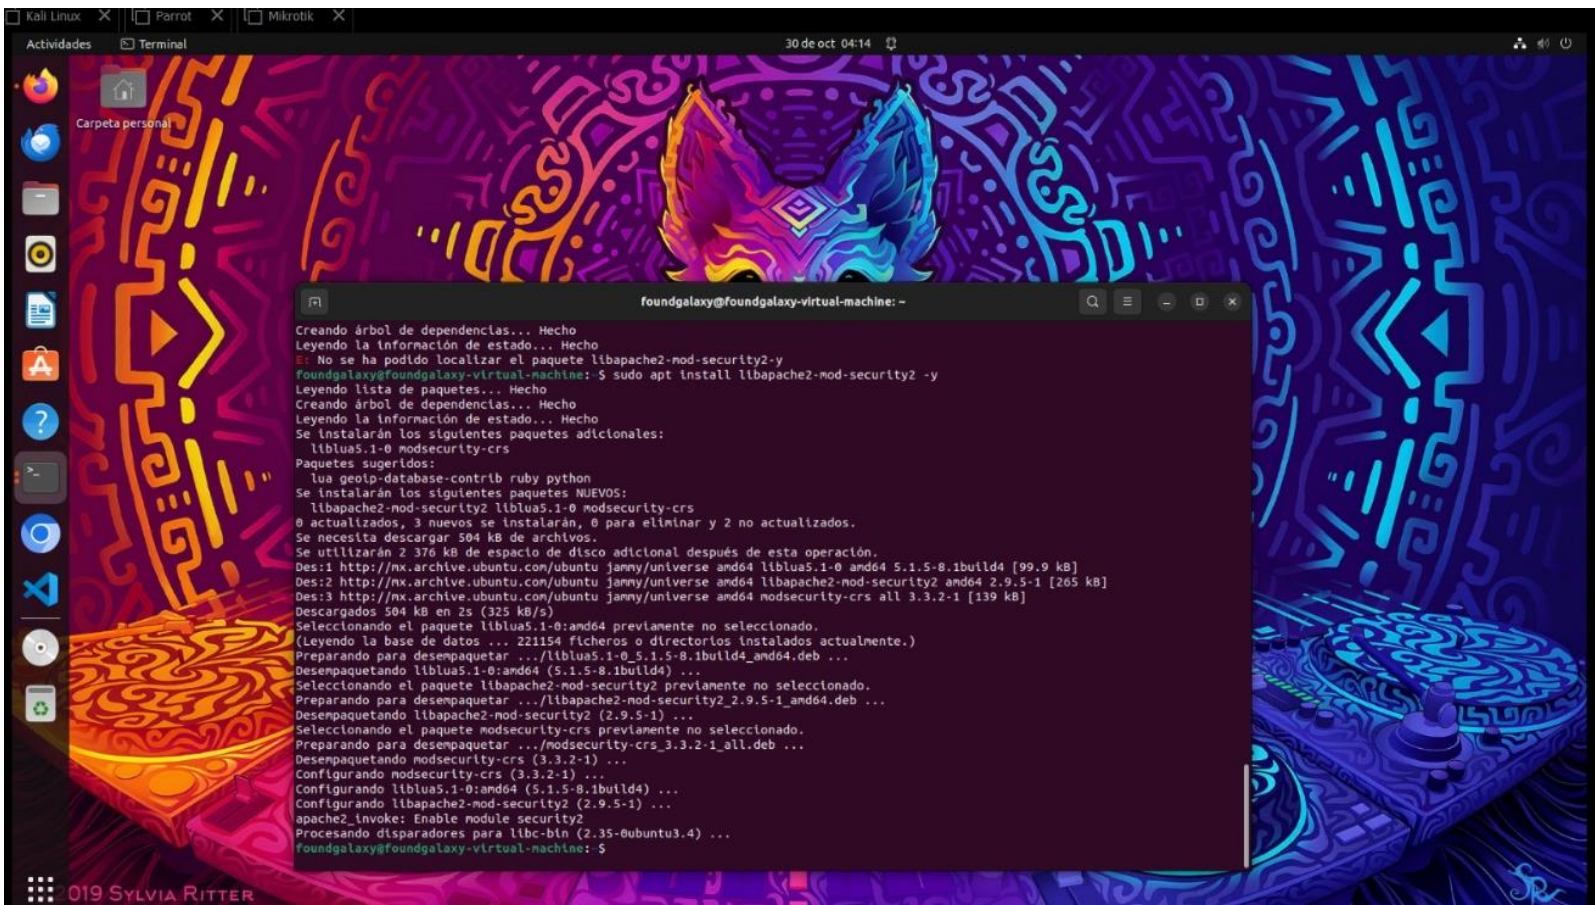 Kali Linux
Parrot
Mikrotik
Actividades
Terminal
30 de oct 04:14
Carpeta personal
foundgalaxy@foundgalaxy-virtual-machine: ~
Creando árbol de dependencias... Hecho
Leyendo la información de estado... Hecho
E: No se ha podido localizar el paquete libapache2-mod-security2-y
foundgalaxy@foundgalaxy-virtual-machine:~$ sudo apt install libapache2-mod-security2 -y
Leyendo lista de paquetes... Hecho
Creando árbol de dependencias... Hecho
Leyendo la información de estado... Hecho
Se instalarán los siguientes paquetes adicionales:
liblua5.1-0 modsecurity-crs
Paquetes sugeridos:
lua geoip-database-contrib ruby python
Se instalarán los siguientes paquetes NUEVOS:
libapache2-mod-security2 liblua5.1-0 modsecurity-crs
0 actualizados, 3 nuevos se instalarán, 0 para eliminar y 2 no actualizados.
Se necesita descargar 504 kB de archivos.
Se utilizarán 2 376 kB de espacio de disco adicional después de esta operación.
Des:1 http://mx.archive.ubuntu.com/ubuntu jammy/universe amd64 liblua5.1-0 amd64 5.1.5-8.1build4 [99.9 kB]
Des:2 http://mx.archive.ubuntu.com/ubuntu jammy/universe amd64 libapache2-mod-security2 amd64 2.9.5-1 [265 kB]
Des:3 http://mx.archive.ubuntu.com/ubuntu jammy/universe amd64 modsecurity-crs all 3.3.2-1 [139 kB]
Descargados 504 kB en 2s (325 kB/s)
Seleccionando el paquete liblua5.1-0:amd64 previamente no seleccionado.
(Leyendo la base de datos ... 221154 ficheros o directorios instalados actualmente.)
Preparando para desempaquetar .../liblua5.1-0_5.1.5-8.1build4_amd64.deb ...
Desempaquetando liblua5.1-0:amd64 (5.1.5-8.1build4) ...
Seleccionando el paquete libapache2-mod-security2 previamente no seleccionado.
Preparando para desempaquetar .../libapache2-mod-security2_2.9.5-1_amd64.deb ...
Desempaquetando libapache2-mod-security2 (2.9.5-1) ...
Seleccionando el paquete modsecurity-crs previamente no seleccionado.
Preparando para desempaquetar .../modsecurity-crs_3.3.2-1_all.deb ...
Desempaquetando modsecurity-crs (3.3.2-1) ...
Configurando modsecurity-crs (3.3.2-1) ...
Configurando liblua5.1-0:amd64 (5.1.5-8.1build4) ...
Configurando libapache2-mod-security2 (2.9.5-1) ...
apache2_invoke: Enable module security2
Procesando disparadores para libc-bin (2.35-0ubuntu3.4) ...
foundgalaxy@foundgalaxy-virtual-machine:~$
2019 SYLVIA RITTER